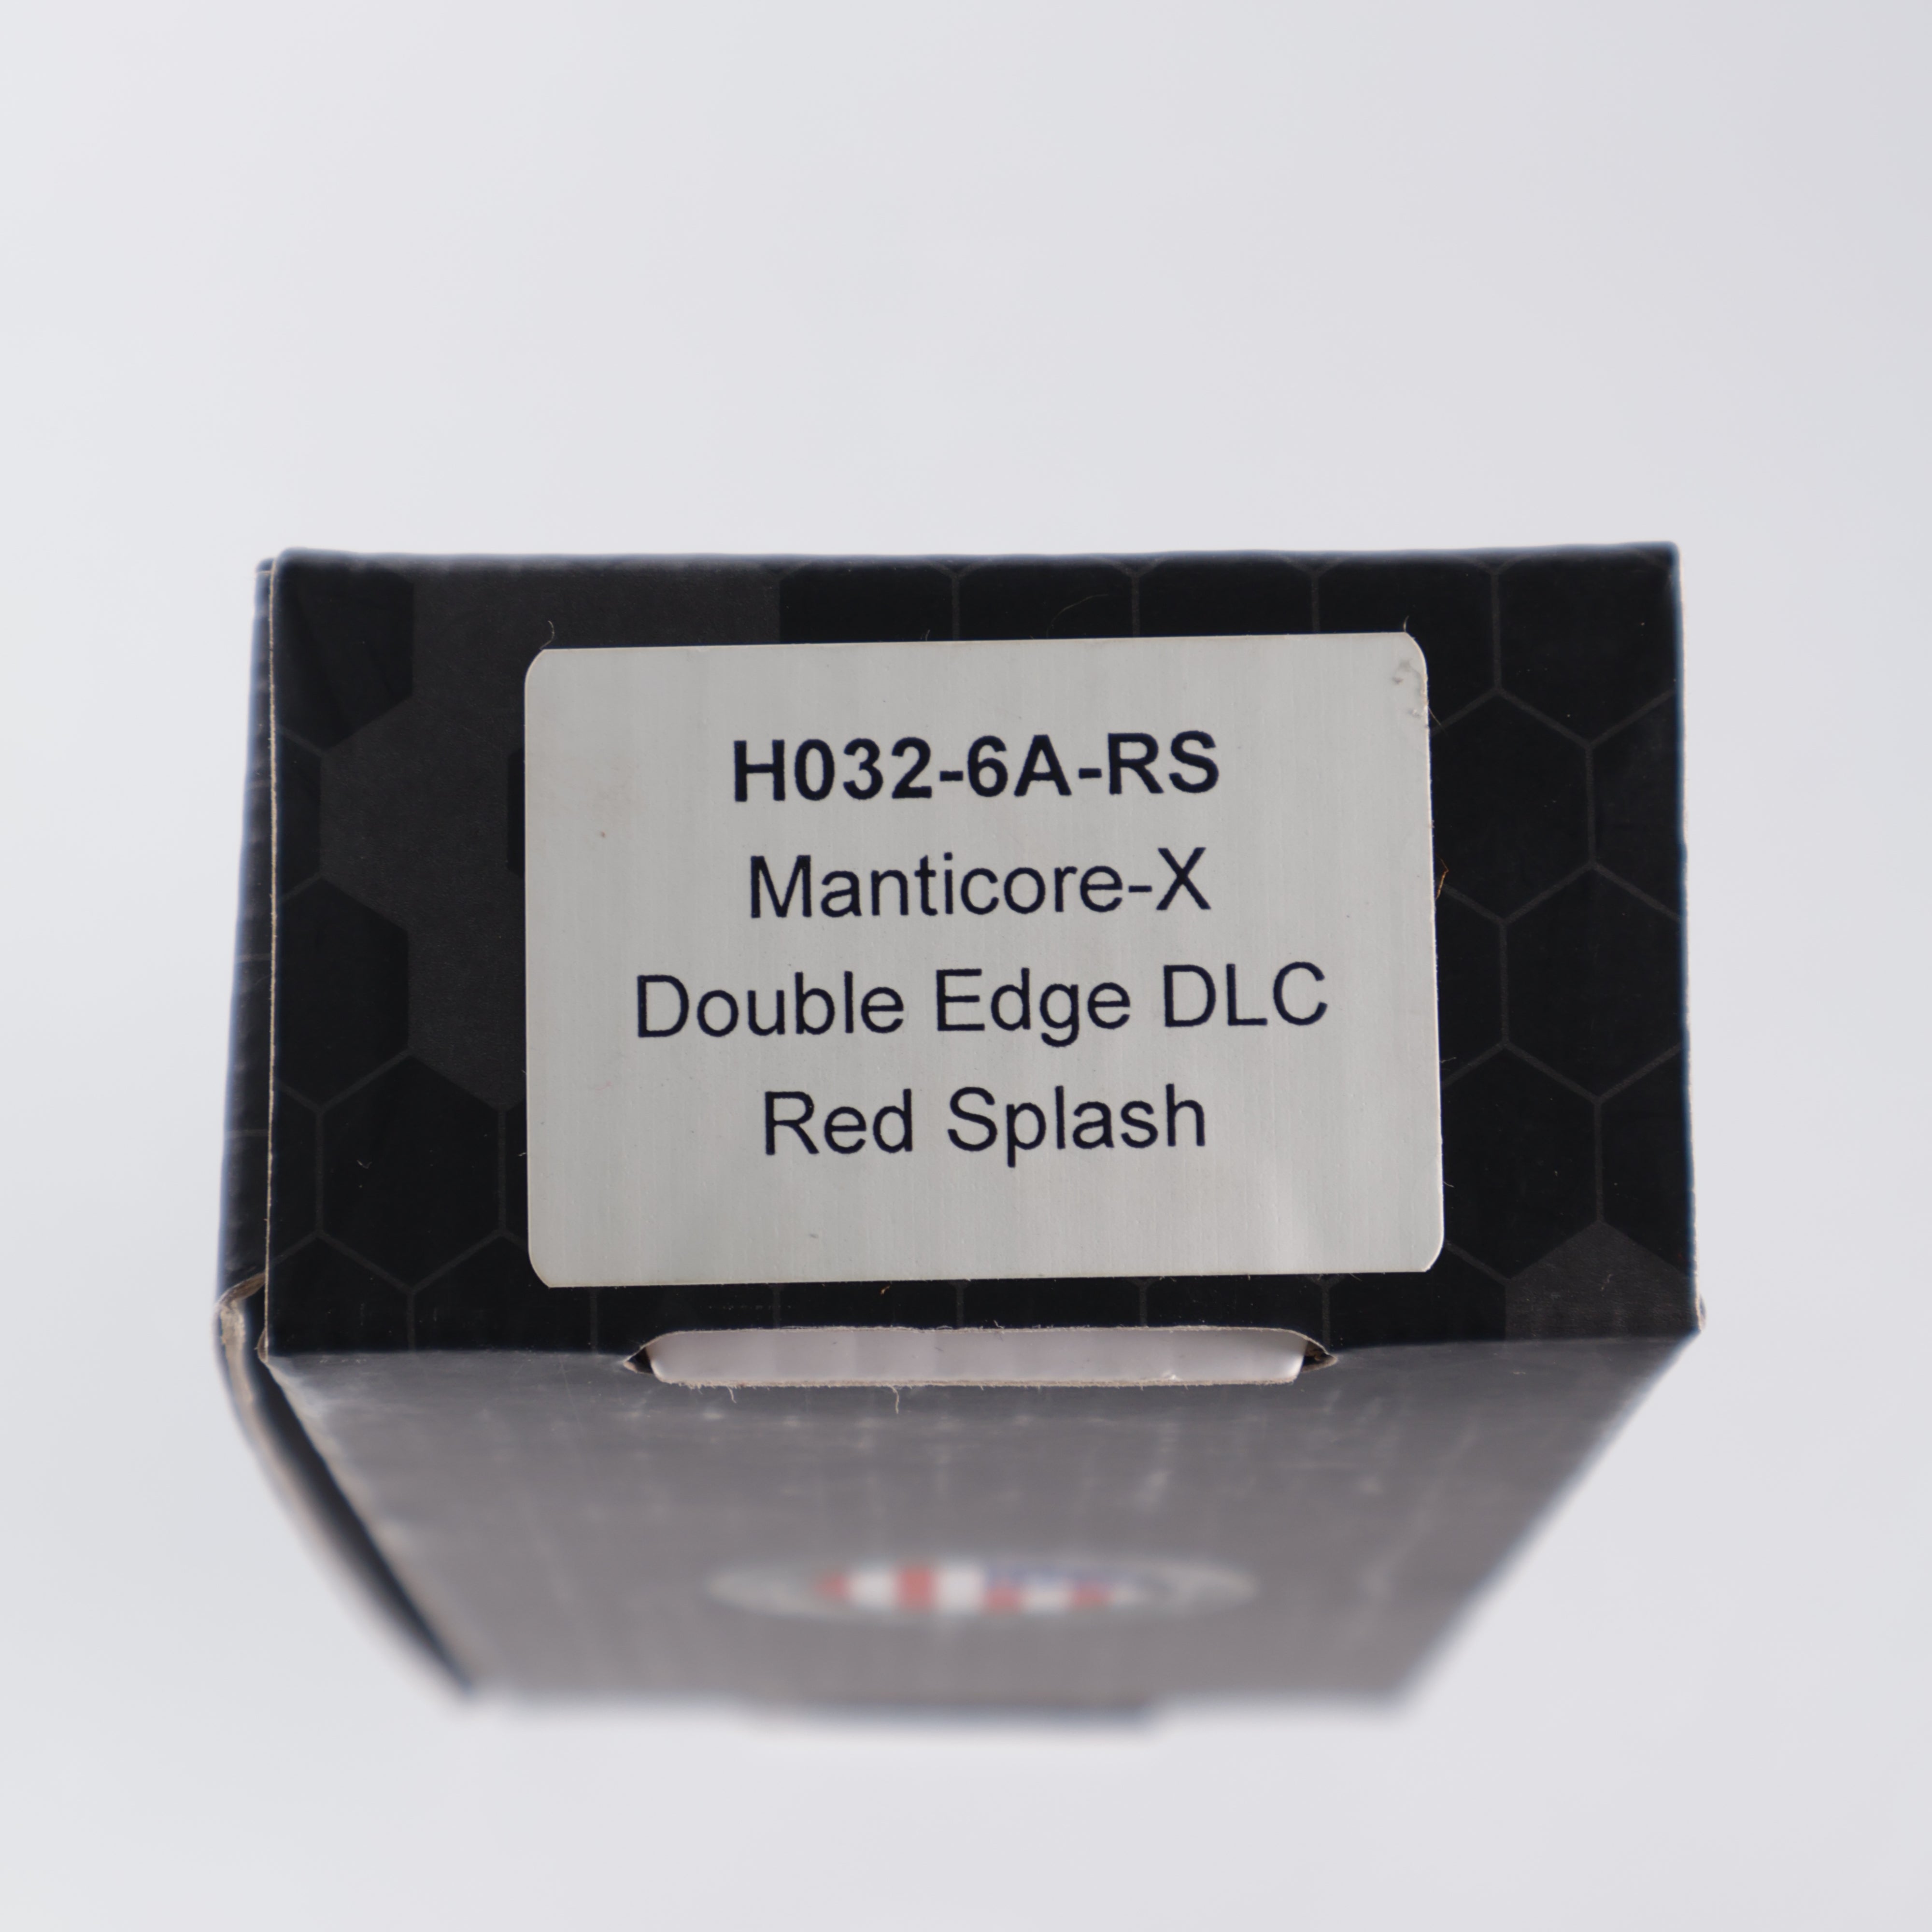 H032-6A-RS
Manticore-X
Double Edge DLC
Red Splash